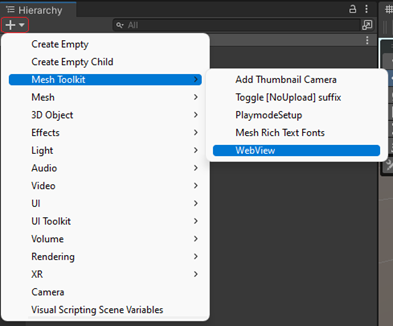 Hierarchy
All
Create Empty
Create Empty Child
Mesh Toolkit
Mesh
3D Object
Effects
Light
Audio
Video
UI
UI Toolkit
Volume
Rendering
XR
Camera
Visual Scripting Scene Variables
Add Thumbnail Camera
Toggle [NoUpload] suffix
PlaymodeSetup
Mesh Rich Text Fonts
WebView